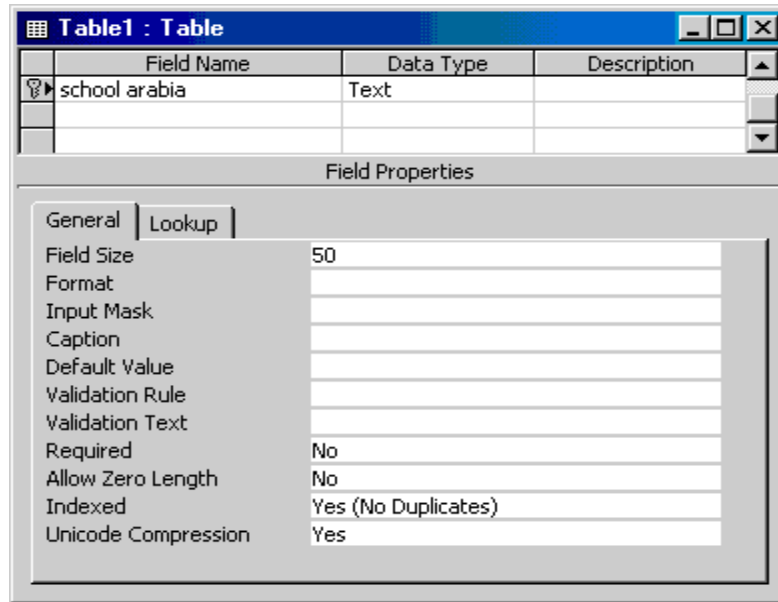 Table1 : Table
Field Name Data Type Description
school arabia Text
Field Properties
General Lookup
Field Size 50
Format
Input Mask
Caption
Default Value
Validation Rule
Validation Text
Required No
Allow Zero Length No
Indexed Yes (No Duplicates)
Unicode Compression Yes